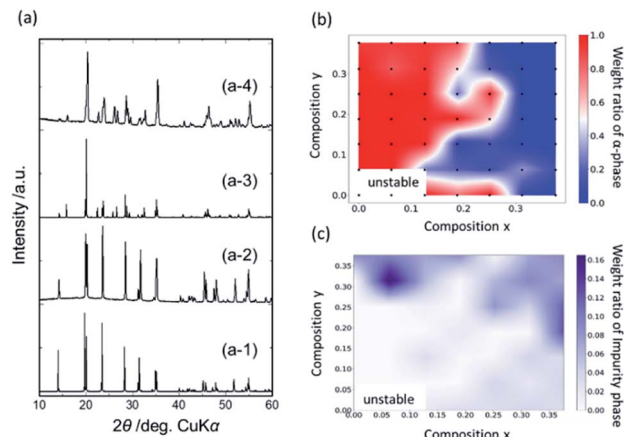 (a)
(a-4)
(a-3)
(a-2)
(a-1)
Intensity /a.u.
10 20 30 40 50 60
2θ /deg. CuKα
(b)
Composition y
0.3
0.2
0.1
0.0
unstable
0.0 0.1 0.2 0.3
Composition x
1.0
0.8
0.6
0.4
0.2
0.0
Weight ratio of α-phase
(c)
Composition y
0.35
0.30
0.25
0.20
0.15
0.10
0.05
0.00
unstable
0.00 0.05 0.10 0.15 0.20 0.25 0.30 0.35
Composition x
0.16
0.14
0.12
0.10
0.08
0.06
0.04
0.02
0.00
Weight ratio of Impurity phase